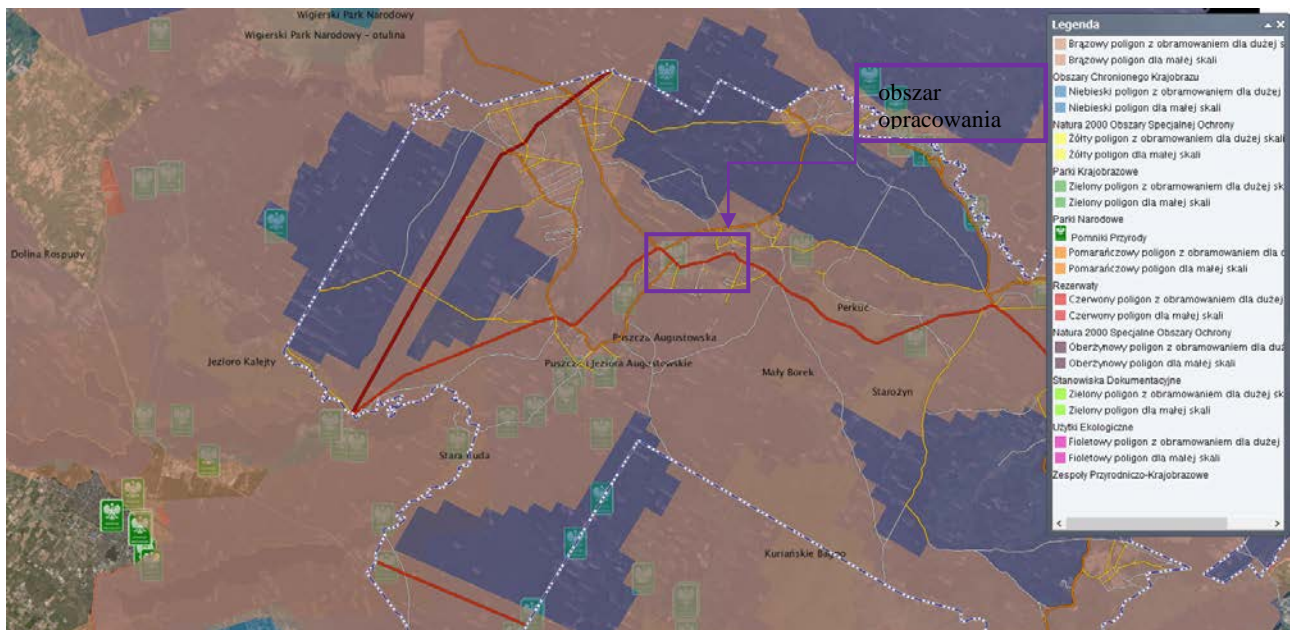 Wigierski Park Narodowy
Wigierski Park Narodowy - otulina
obszar
opracowania
Dolina Rospudy
Jezioro Kalejty
Puszcza Augustowska
Puszcza i Jeziora Augustowskie
Perkuć
Mały Borek
Starożyn
Stara Ruda
Kuriańskie Bagno
Legenda
Brązowy poligon z obramowaniem dla dużej s
Brązowy poligon dla małej skali
Obszary Chronionego Krajobrazu
Niebieski poligon z obramowaniem dla dużej
Niebieski poligon dla małej skali
Natura 2000 Obszary Specjalnej Ochrony
Żółty poligon z obramowaniem dla dużej skali
Żółty poligon dla małej skali
Parki Krajobrazowe
Zielony poligon z obramowaniem dla dużej sk
Zielony poligon dla małej skali
Parki Narodowe
Pomniki Przyrody
Pomarańczowy poligon z obramowaniem dla d
Pomarańczowy poligon dla małej skali
Rezerwaty
Czerwony poligon z obramowaniem dla dużej
Czerwony poligon dla małej skali
Natura 2000 Specjalne Obszary Ochrony
Oberżynowy poligon z obramowaniem dla duż
Oberżynowy poligon dla małej skali
Stanowiska Dokumentacyjne
Zielony poligon z obramowaniem dla dużej sk
Zielony poligon dla małej skali
Użytki Ekologiczne
Fioletowy poligon z obramowaniem dla dużej
Fioletowy poligon dla małej skali
Zespoły Przyrodniczo-Krajobrazowe